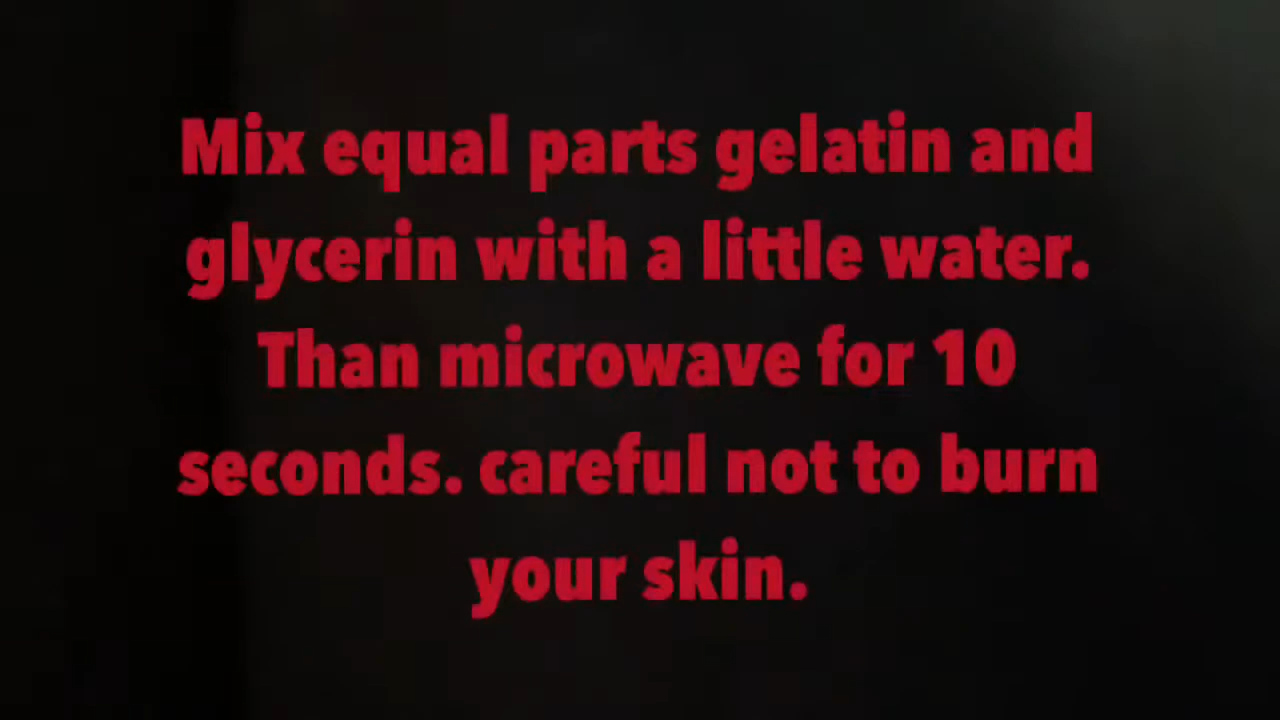 Mix equal parts gelatin and
glycerin with a little water.
Than microwave for 10
seconds. careful not to burn
your skin.